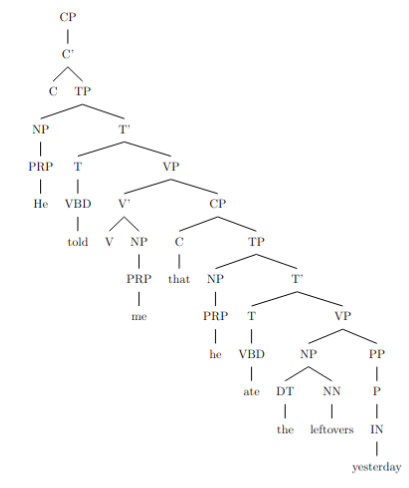 CP
C'
C TP
NP T'
PRP T VP
He VBD V' CP
told V NP C TP
PRP that NP T'
me PRP T VP
he VBD NP PP
ate DT NN P
the leftovers IN
yesterday